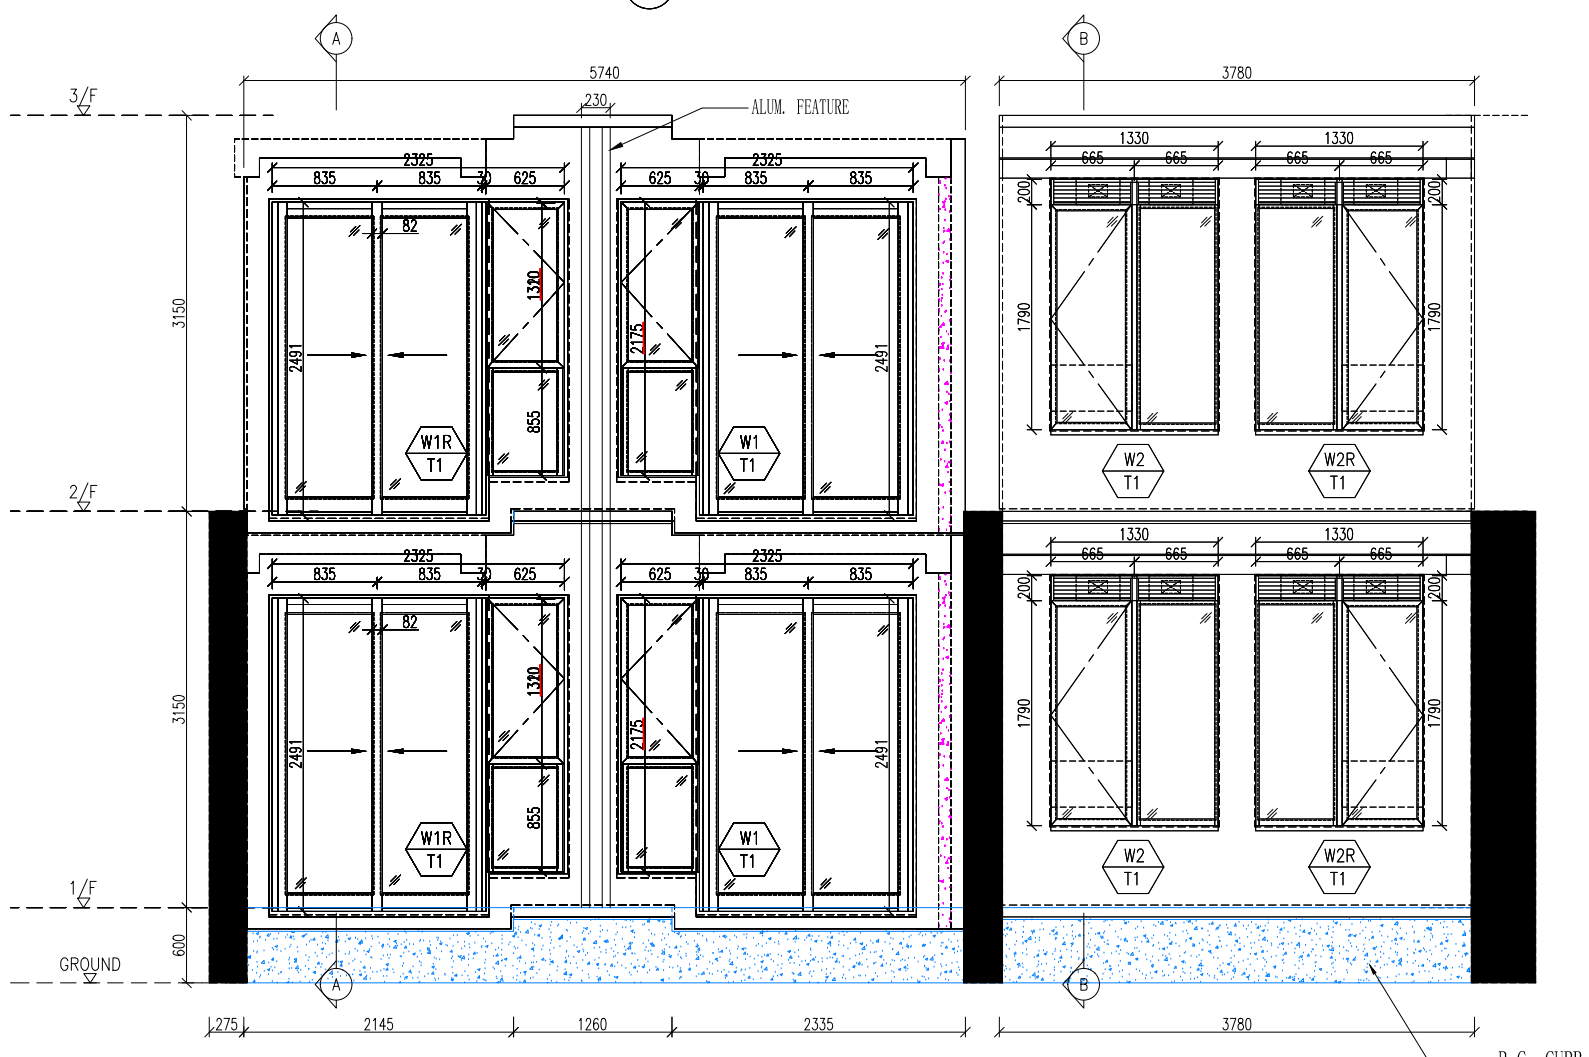 A B
5740 3780
3/F
230 ALUM. FEATURE
1330 1330
2325 2325
665 665 665 665
835 835 30 625 625 30 835 835
200 200
82
1320
3150
2175
1790 1790
2491 2491
855
W1R W1
T1 T1
W2 W2R
T1 T1
2/F
1330 1330
2325 2325
665 665 665 665
835 835 30 625 625 30 835 835
200 200
82
1320
3150
2175
1790 1790
2491 2491
855
W1R W1
T1 T1
W2 W2R
T1 T1
1/F
600
GROUND
A B
275 2145 1260 2335 3780